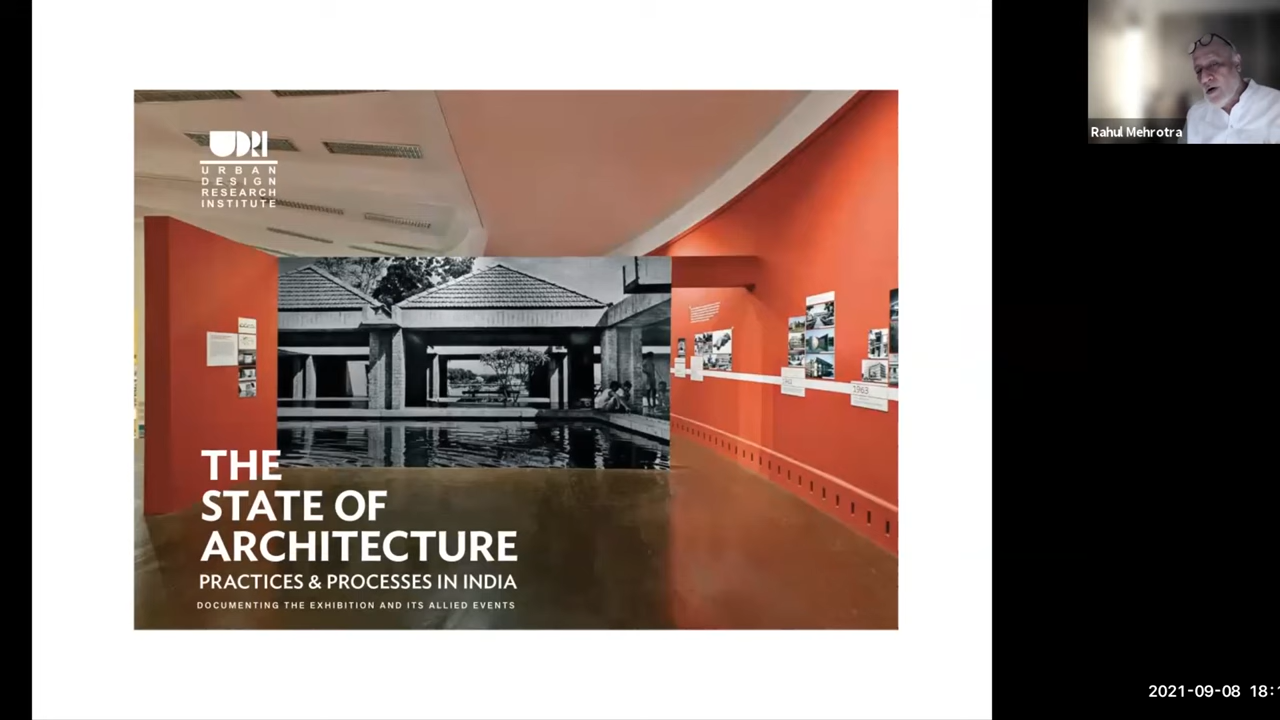 UDRI
URBAN
DESIGN
RESEARCH
INSTITUTE
THE
STATE OF
ARCHITECTURE
PRACTICES & PROCESSES IN INDIA
DOCUMENTING THE EXHIBITION AND ITS ALLIED EVENTS
1963
Rahul Mehrotra
2021-09-08 18:1